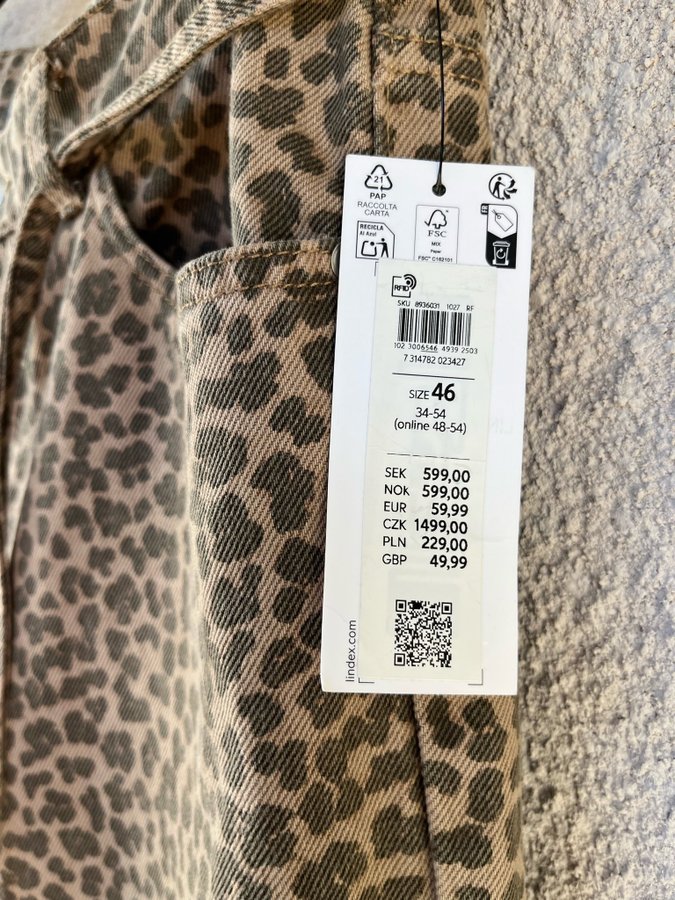 21
PAP
RACCOLTA
CARTA
RECICLA
Al Azul
FSC
MIX
Paper
FSC® C162101
RFID
SKU 8936031 1027 RF
102 3006546 4939 2503
7 314782 023427
SIZE 46
34-54
(online 48-54)
SEK 599,00
NOK 599,00
EUR 59,99
CZK 1499,00
PLN 229,00
GBP 49,99
lindex.com